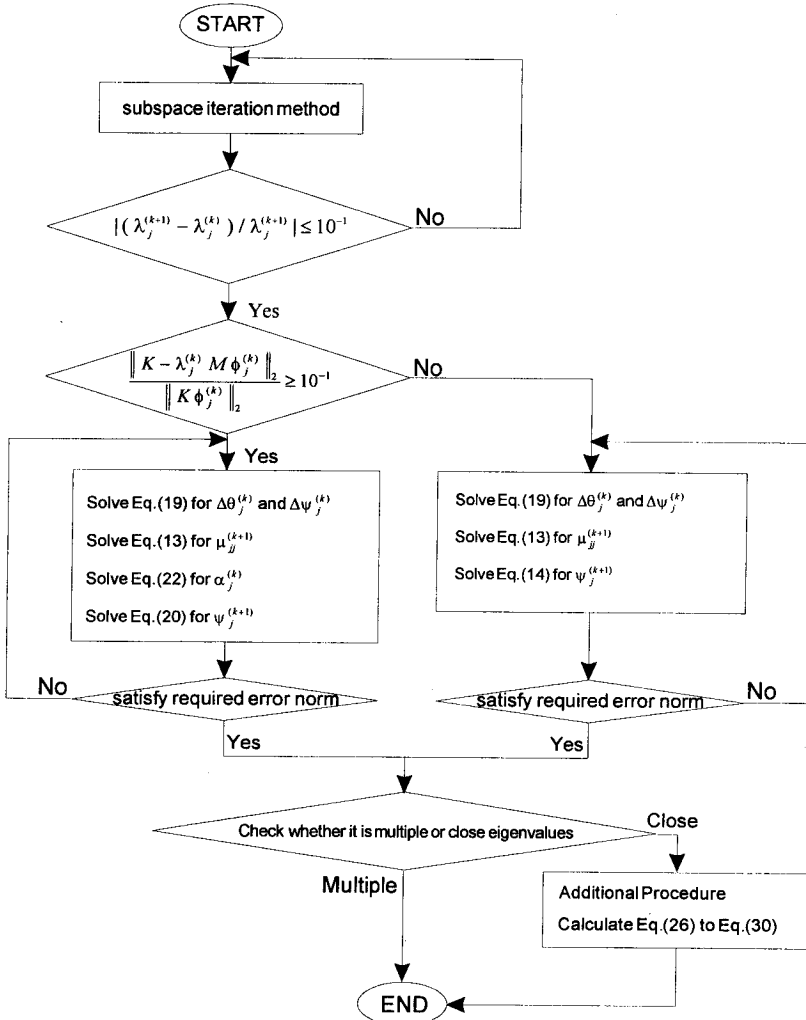 START
subspace iteration method
| ( λ_j^(k+1) − λ_j^(k) ) / λ_j^(k+1) | ≤ 10^−1
No
Yes
‖ K − λ_j^(k) M ϕ_j^(k) ‖_2
‖ K ϕ_j^(k) ‖_2
≥ 10^−1
No
Yes
Solve Eq.(19) for Δθ_j^(k) and Δψ_j^(k)
Solve Eq.(13) for μ_jj^(k+1)
Solve Eq.(22) for α_j^(k)
Solve Eq.(20) for ψ_j^(k+1)
Solve Eq.(19) for Δθ_j^(k) and Δψ_j^(k)
Solve Eq.(13) for μ_jj^(k+1)
Solve Eq.(14) for ψ_j^(k+1)
No
satisfy required error norm
satisfy required error norm
No
Yes
Yes
Check whether it is multiple or close eigenvalues
Close
Multiple
Additional Procedure
Calculate Eq.(26) to Eq.(30)
END